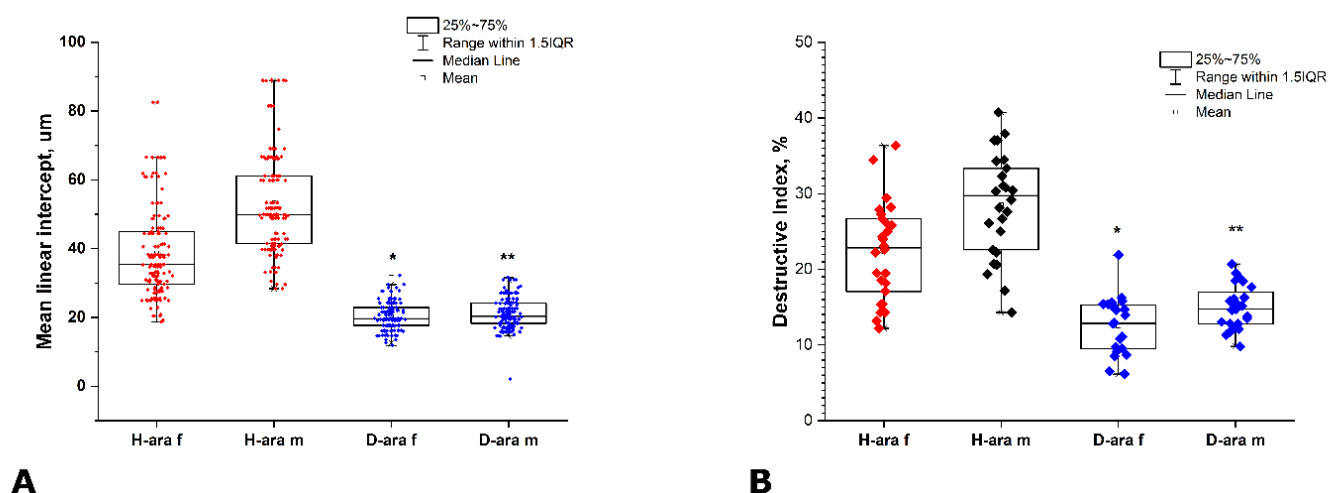 25%~75%
Range within 1.5IQR
Median Line
Mean
100
80
60
40
20
0
Mean linear intercept, um
*
**
H-ara f
H-ara m
D-ara f
D-ara m
A
25%~75%
Range within 1.5IQR
Median Line
Mean
50
40
30
20
10
0
Destructive Index, %
*
**
H-ara f
H-ara m
D-ara f
D-ara m
B